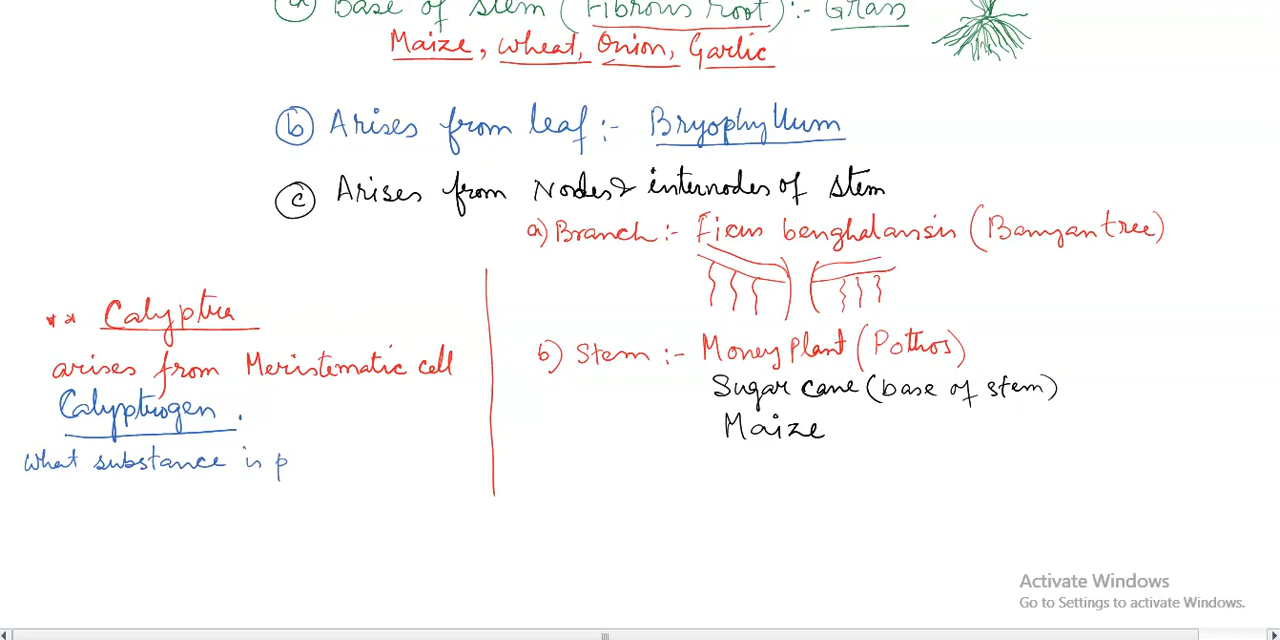 (a) Base of stem (Fibrous root) :- Grass
Maize, wheat, Onion, Garlic
(b) Arises from leaf :- Bryophyllum
(c) Arises from Nodes & internodes of stem
a) Branch :- Ficus benghalansis (Banyan tree)
** Calyptra
arises from Meristematic cell
Calyptrogen.
What substance is p
b) Stem :- Money Plant (Pothos)
Sugar cane (base of stem)
Maize
Activate Windows
Go to Settings to activate Windows.